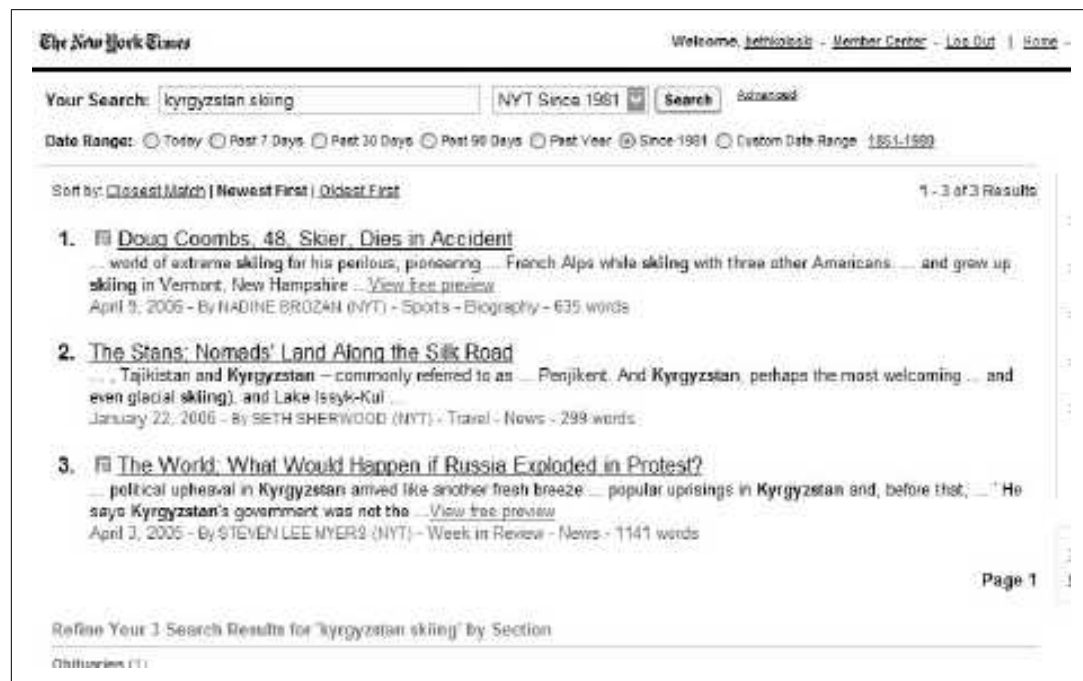 The New York Times
Welcome, bethkoloski - Member Center - Log Out | Home -
Your Search: kyrgyzstan skiing NYT Since 1981 Search Advanced
Date Range: Today Past 7 Days Past 30 Days Past 90 Days Past Year Since 1981 Custom Date Range 1851-1980
Sort by: Closest Match | Newest First | Oldest First 1 - 3 of 3 Results
1. Doug Coombs, 48, Skier, Dies in Accident
... world of extreme skiing for his perilous, pioneering ... French Alps while skiing with three other Americans. ... and grew up
skiing in Vermont, New Hampshire ... View free preview
April 9, 2006 - By NADINE BROZAN (NYT) - Sports - Biography - 635 words
2. The Stans; Nomads' Land Along the Silk Road
... , Tajikistan and Kyrgyzstan -- commonly referred to as ... Penjikent. And Kyrgyzstan, perhaps the most welcoming ... and
even glacial skiing), and Lake Issyk-Kul ...
January 22, 2006 - By SETH SHERWOOD (NYT) - Travel - News - 299 words
3. The World; What Would Happen if Russia Exploded in Protest?
... political upheaval in Kyrgyzstan arrived like another fresh breeze ... popular uprisings in Kyrgyzstan and, before that, ... " He
says Kyrgyzstan's government was not the ... View free preview
April 3, 2005 - By STEVEN LEE MYERS (NYT) - Week in Review - News - 1141 words
Page 1
Refine Your 3 Search Results for 'kyrgyzstan skiing' by Section
Obituaries (1)